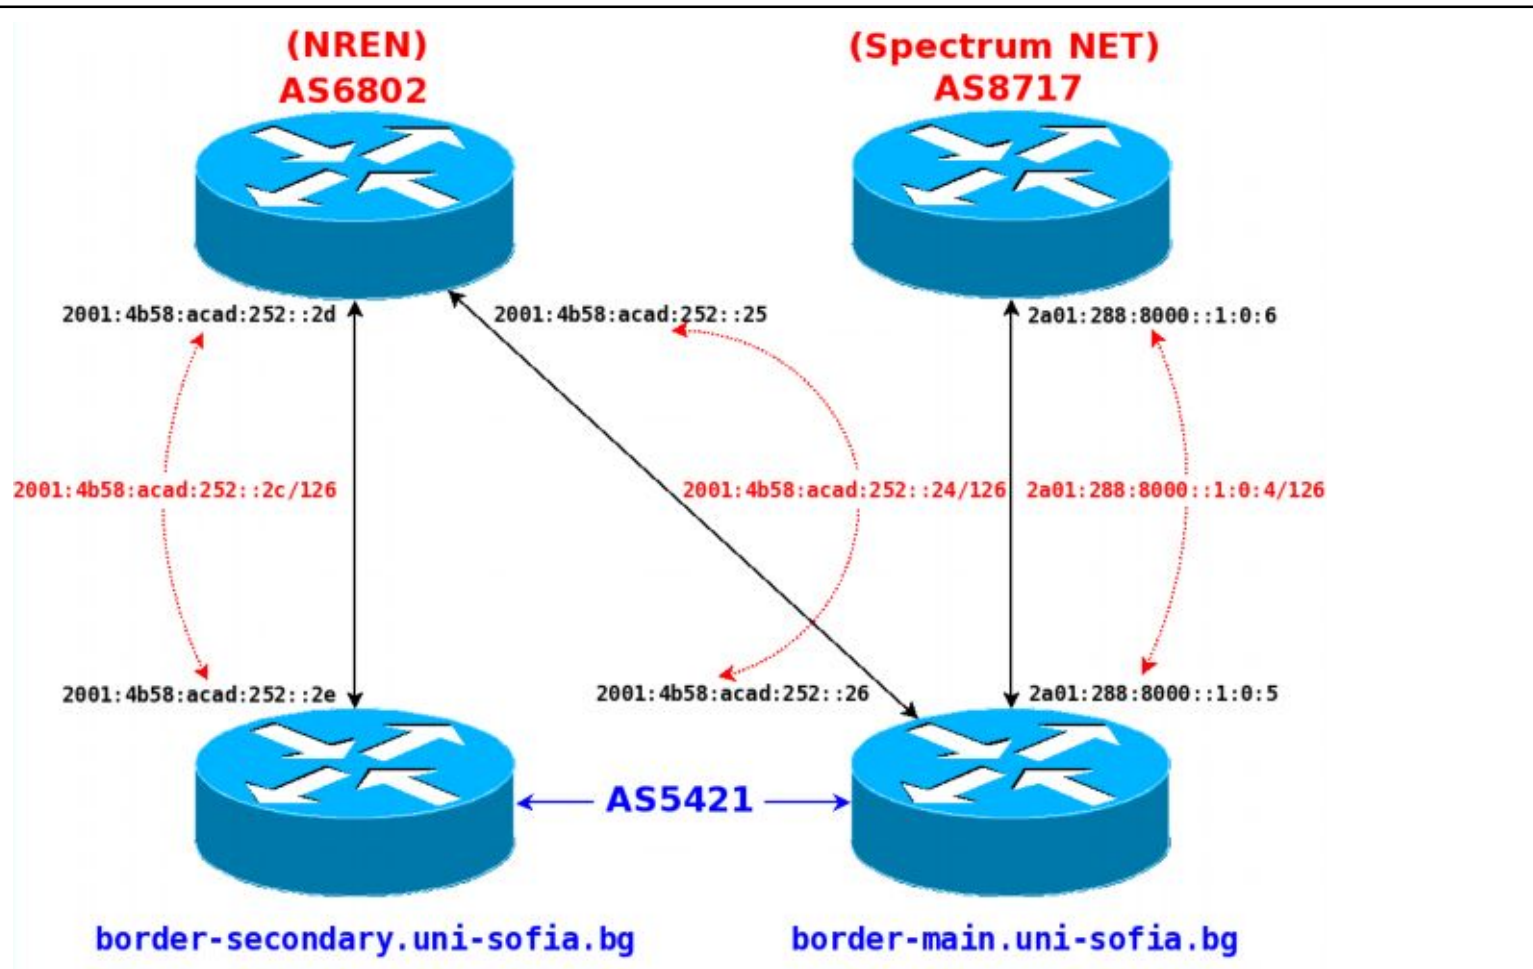 (NREN)
AS6802
(Spectrum NET)
AS8717
2001:4b58:acad:252::2d
2001:4b58:acad:252::25
2a01:288:8000::1:0:6
2001:4b58:acad:252::2c/126
2001:4b58:acad:252::24/126
2a01:288:8000::1:0:4/126
2001:4b58:acad:252::2e
2001:4b58:acad:252::26
2a01:288:8000::1:0:5
AS5421
border-secondary.uni-sofia.bg
border-main.uni-sofia.bg